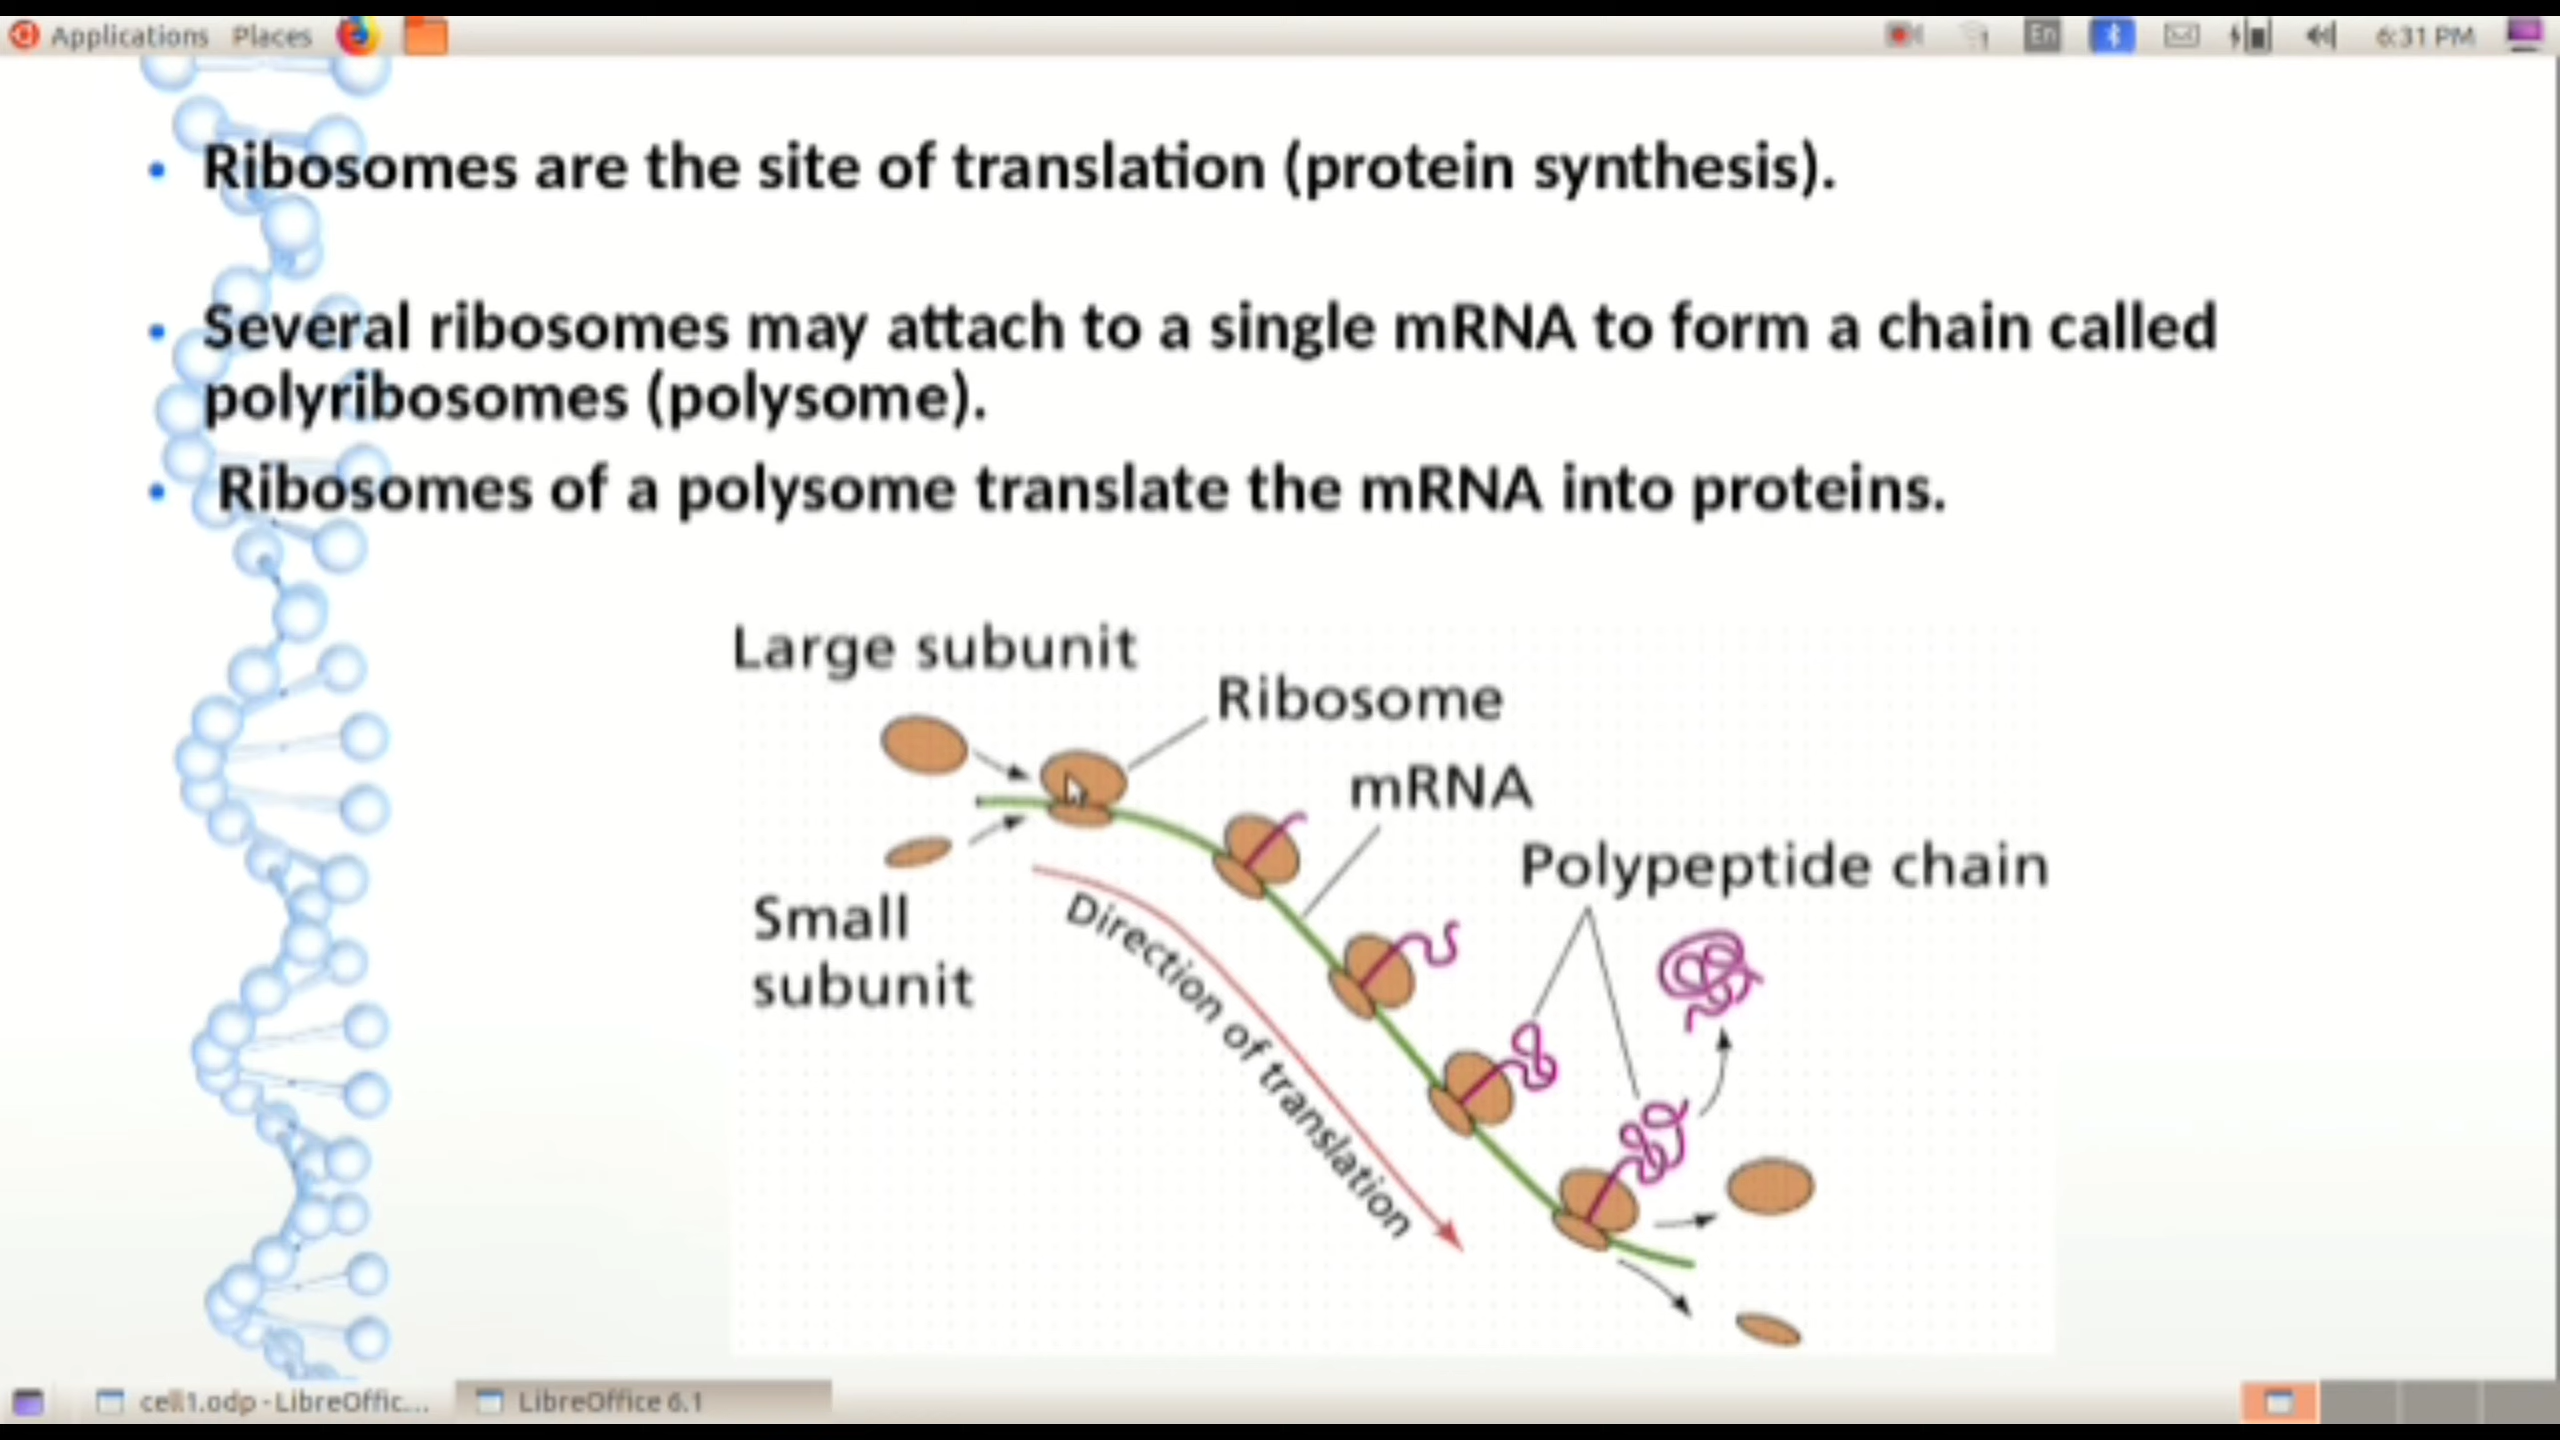 Applications Places En 6:31 PM
• Ribosomes are the site of translation (protein synthesis).
• Several ribosomes may attach to a single mRNA to form a chain called
polyribosomes (polysome).
• Ribosomes of a polysome translate the mRNA into proteins.
Large subunit
Ribosome
mRNA
Polypeptide chain
Small
subunit
Direction of translation
cell1.odp - LibreOffic... LibreOffice 6.1